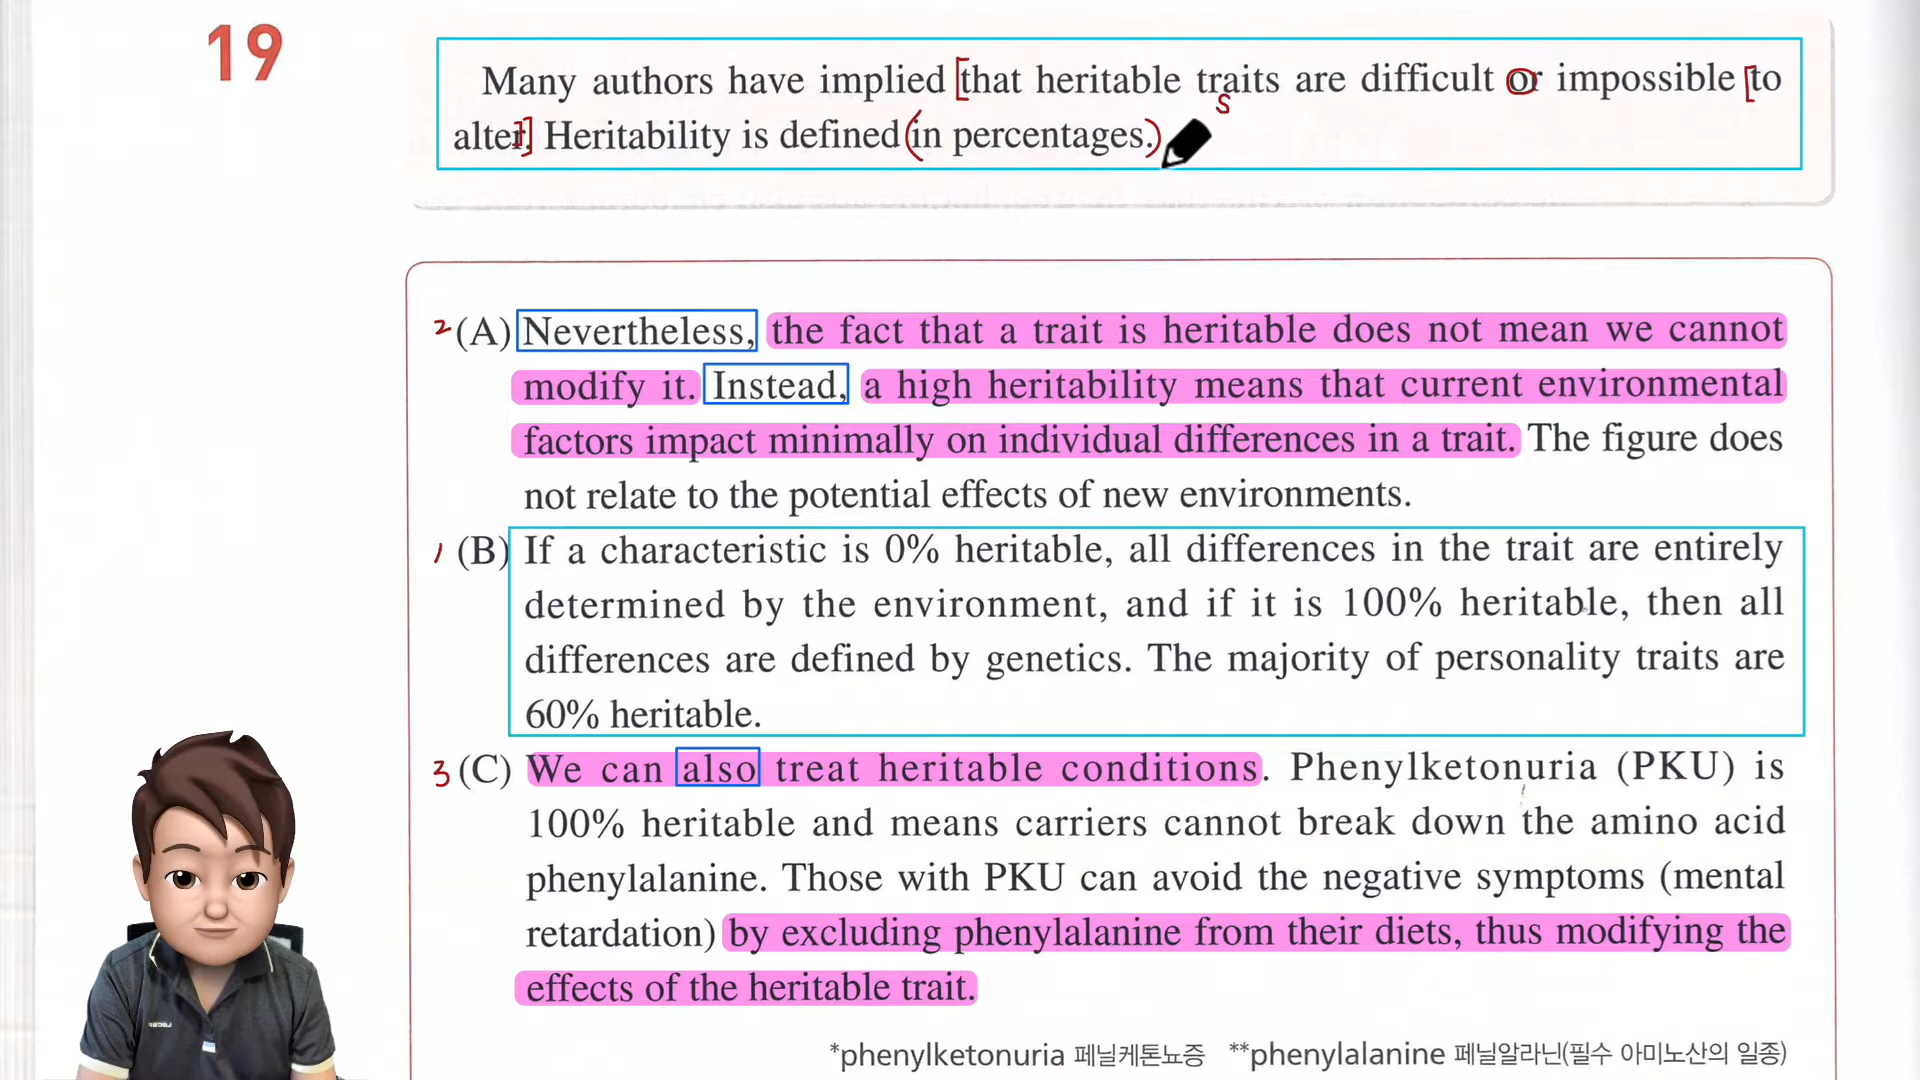 19
Many authors have implied [that heritable traits are difficult or impossible [to
s
alter.] Heritability is defined (in percentages.)
2 (A) Nevertheless, the fact that a trait is heritable does not mean we cannot
modify it. Instead, a high heritability means that current environmental
factors impact minimally on individual differences in a trait. The figure does
not relate to the potential effects of new environments.
1 (B) If a characteristic is 0% heritable, all differences in the trait are entirely
determined by the environment, and if it is 100% heritable, then all
differences are defined by genetics. The majority of personality traits are
60% heritable.
3 (C) We can also treat heritable conditions. Phenylketonuria (PKU) is
100% heritable and means carriers cannot break down the amino acid
phenylalanine. Those with PKU can avoid the negative symptoms (mental
retardation) by excluding phenylalanine from their diets, thus modifying the
effects of the heritable trait.
*phenylketonuria 페닐케톤뇨증 **phenylalanine 페닐알라닌(필수 아미노산의 일종)